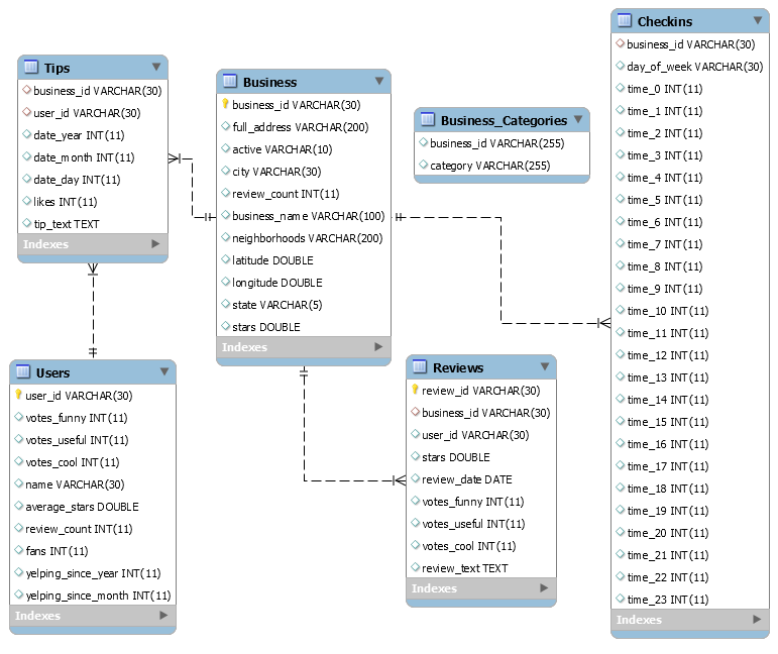 Tips
business_id VARCHAR(30)
user_id VARCHAR(30)
date_year INT(11)
date_month INT(11)
date_day INT(11)
likes INT(11)
tip_text TEXT
Indexes
Users
user_id VARCHAR(30)
votes_funny INT(11)
votes_useful INT(11)
votes_cool INT(11)
name VARCHAR(30)
average_stars DOUBLE
review_count INT(11)
fans INT(11)
yelping_since_year INT(11)
yelping_since_month INT(11)
Indexes
Business
business_id VARCHAR(30)
full_address VARCHAR(200)
active VARCHAR(10)
city VARCHAR(30)
review_count INT(11)
business_name VARCHAR(100)
neighborhoods VARCHAR(200)
latitude DOUBLE
longitude DOUBLE
state VARCHAR(5)
stars DOUBLE
Indexes
Business_Categories
business_id VARCHAR(255)
category VARCHAR(255)
Reviews
review_id VARCHAR(30)
business_id VARCHAR(30)
user_id VARCHAR(30)
stars DOUBLE
review_date DATE
votes_funny INT(11)
votes_useful INT(11)
votes_cool INT(11)
review_text TEXT
Indexes
Checkins
business_id VARCHAR(30)
day_of_week VARCHAR(30)
time_0 INT(11)
time_1 INT(11)
time_2 INT(11)
time_3 INT(11)
time_4 INT(11)
time_5 INT(11)
time_6 INT(11)
time_7 INT(11)
time_8 INT(11)
time_9 INT(11)
time_10 INT(11)
time_11 INT(11)
time_12 INT(11)
time_13 INT(11)
time_14 INT(11)
time_15 INT(11)
time_16 INT(11)
time_17 INT(11)
time_18 INT(11)
time_19 INT(11)
time_20 INT(11)
time_21 INT(11)
time_22 INT(11)
time_23 INT(11)
Indexes